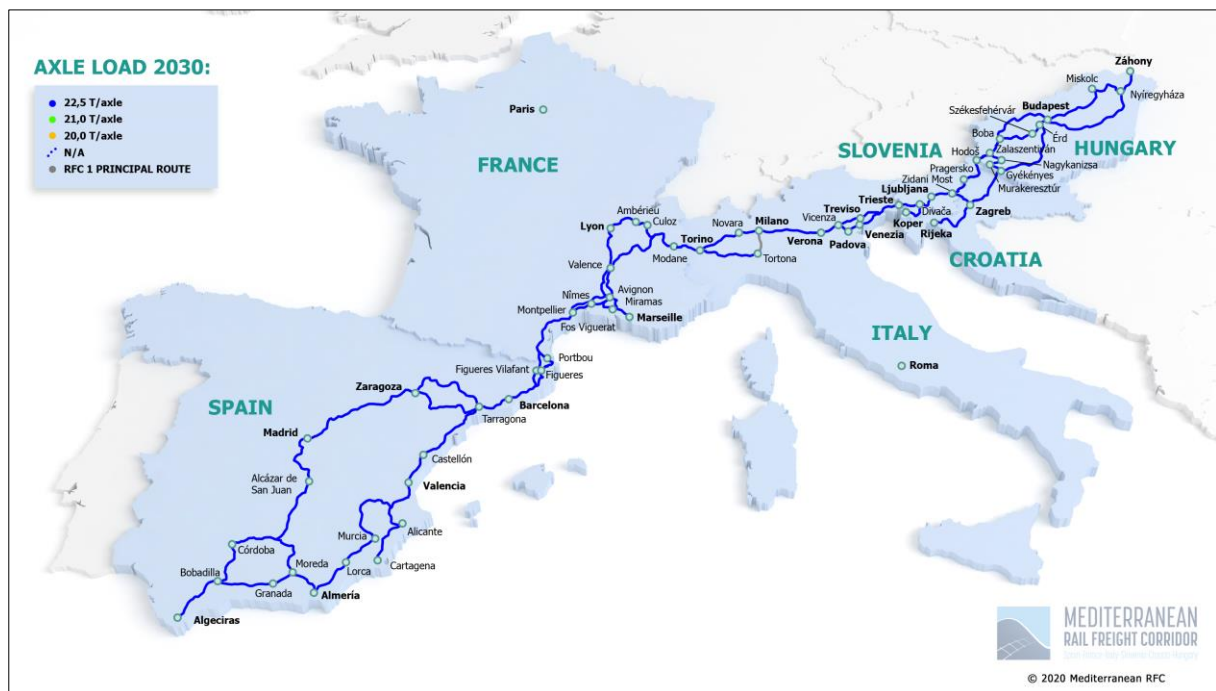 AXLE LOAD 2030:
22,5 T/axle
21,0 T/axle
20,0 T/axle
N/A
RFC 1 PRINCIPAL ROUTE
Paris
FRANCE
Záhony
Miskolc
Nyíregyháza
Székesfehérvár
Budapest
Boba
Érd
SLOVENIA
HUNGARY
Hodoš
Zalaszentiván
Pragersko
Nagykanizsa
Zidani Most
Gyékényes
Ljubljana
Murakeresztúr
Ambérieu
Culoz
Lyon
Treviso
Trieste
Divača
Zagreb
Novara
Milano
Vicenza
Koper
Rijeka
Torino
Verona
Padova
Venezia
Modane
Tortona
CROATIA
Valence
Nîmes
Avignon
Miramas
Montpellier
Marseille
Fos Viguerat
ITALY
Portbou
Roma
Figueres Vilafant
Figueres
Zaragoza
SPAIN
Barcelona
Tarragona
Madrid
Castellón
Alcázar de
San Juan
Valencia
Alicante
Murcia
Córdoba
Cartagena
Moreda
Lorca
Bobadilla
Granada
Almería
Algeciras
MEDITERRANEAN
RAIL FREIGHT CORRIDOR
© 2020 Mediterranean RFC